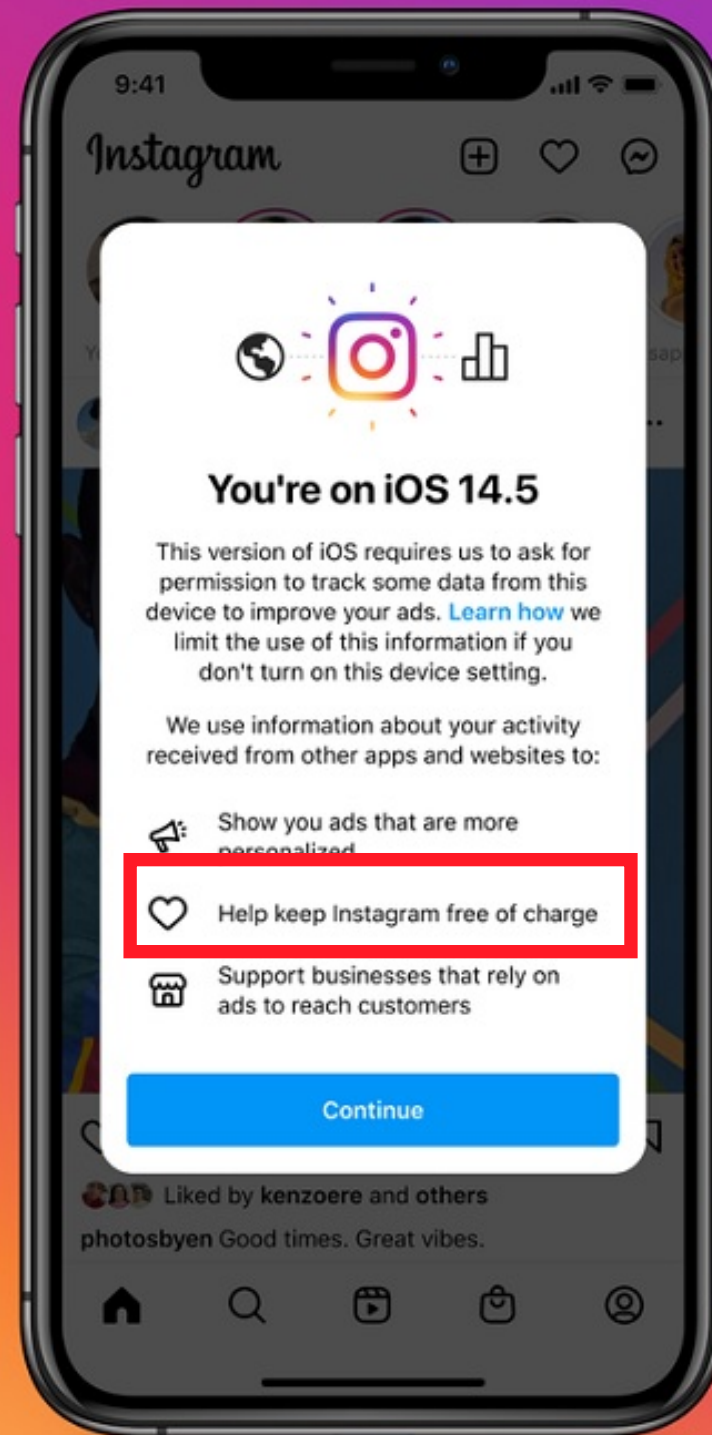 9:41
Instagram
You're on iOS 14.5
This version of iOS requires us to ask for
permission to track some data from this
device to improve your ads. Learn how we
limit the use of this information if you
don't turn on this device setting.
We use information about your activity
received from other apps and websites to:
Show you ads that are more
personalized
Help keep Instagram free of charge
Support businesses that rely on
ads to reach customers
Continue
Liked by kenzoere and others
photosbyen Good times. Great vibes.